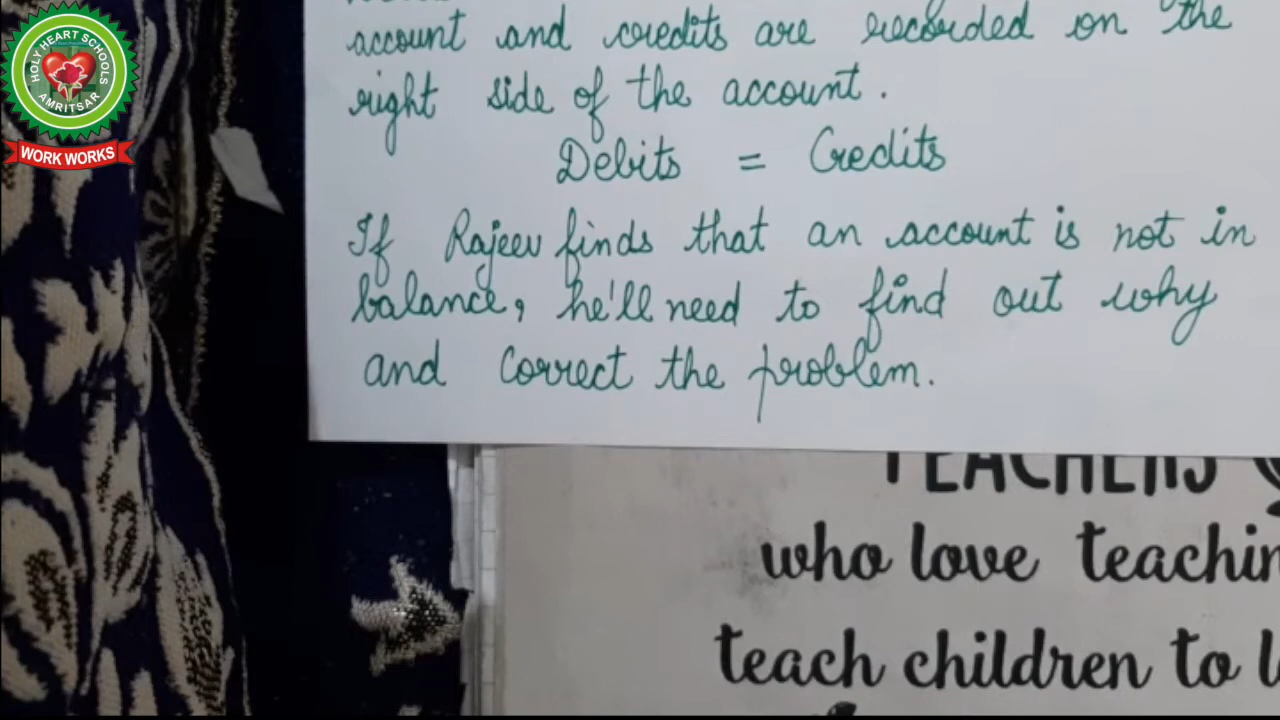 HOLY HEART SCHOOLS
AMRITSAR
WORK WORKS
account and credits are recorded on the
right side of the account.
Debits = Credits
If Rajeev finds that an account is not in
balance, he'll need to find out why
and correct the problem.
TEACHERS
who love teachin
teach children to l